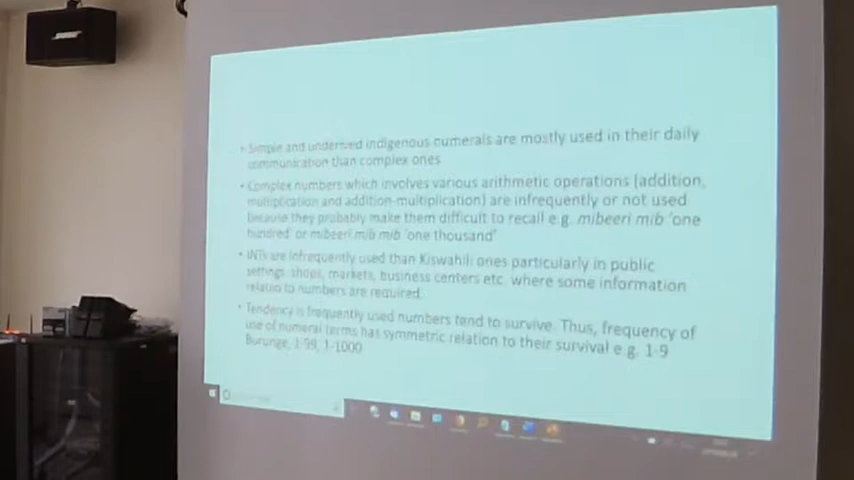 • Simple and underived indigenous numerals are mostly used in their daily
communication than complex ones
• Complex numbers which involves various arithmetic operations (addition,
multiplication and addition-multiplication) are infrequently or not used
because they probably make them difficult to recall e.g. mibeeri mib 'one
hundred' or mibeeri mib mib 'one thousand'
• INTs are infrequently used than Kiswahili ones particularly in public
settings: shops, markets, business centers etc. where some information
relatio to numbers are required.
• Tendency is frequently used numbers tend to survive. Thus, frequency of
use of numeral terms has symmetric relation to their survival e.g. 1-9
Burunge, 1-99, 1-1000